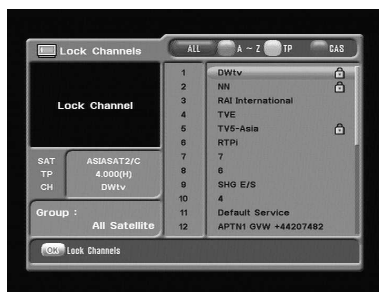 Lock Channels
ALL A ~ Z TP CAS
Lock Channel
1 DWtv
2 NN
3 RAI International
4 TVE
5 TV5-Asia
6 RTPi
7 7
8 6
9 SHG E/S
10 4
11 Default Service
12 APTN1 GVW +44207482
SAT ASIASAT2/C
TP 4.000(H)
CH DWtv
Group :
All Satellite
OK Lock Channels